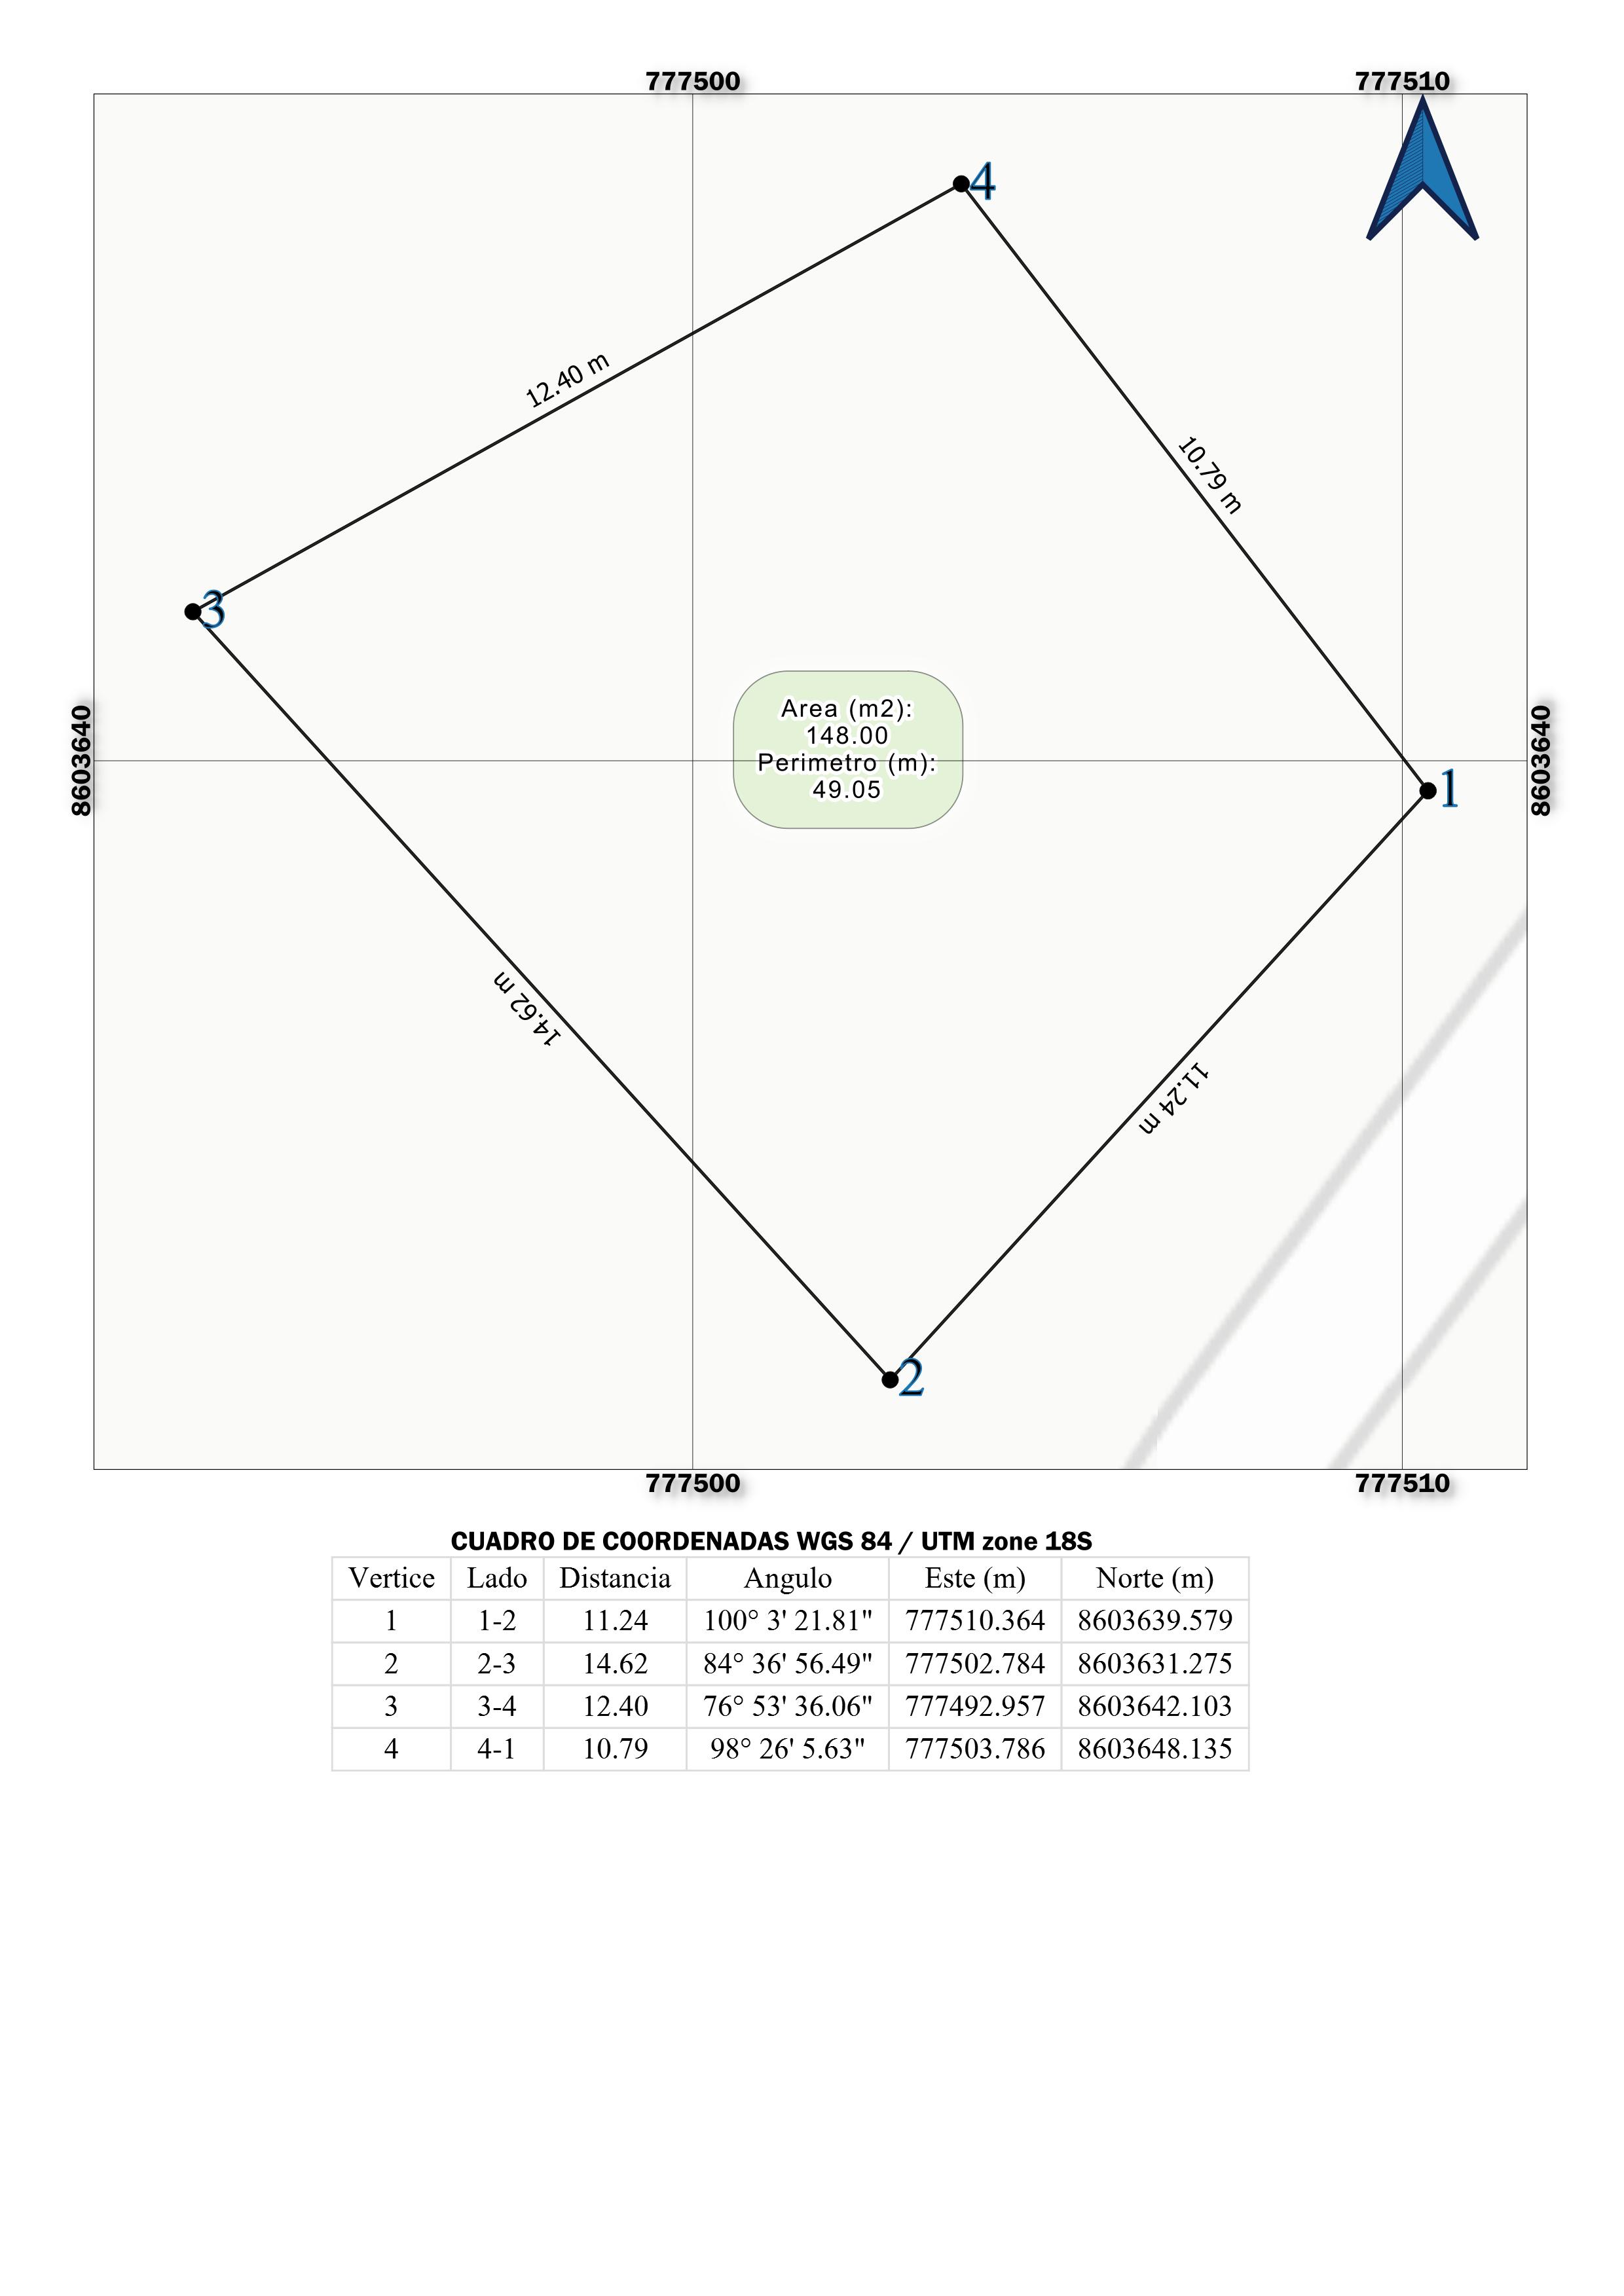 777500 777510
4
12.40 m
10.79 m
3
Area (m2):
148.00
Perimetro (m):
49.05
8603640 8603640
1
14.62 m
11.24 m
2
777500 777510
CUADRO DE COORDENADAS WGS 84 / UTM zone 18S
Vertice Lado Distancia Angulo Este (m) Norte (m)
1 1-2 11.24 100° 3' 21.81" 777510.364 8603639.579
2 2-3 14.62 84° 36' 56.49" 777502.784 8603631.275
3 3-4 12.40 76° 53' 36.06" 777492.957 8603642.103
4 4-1 10.79 98° 26' 5.63" 777503.786 8603648.135